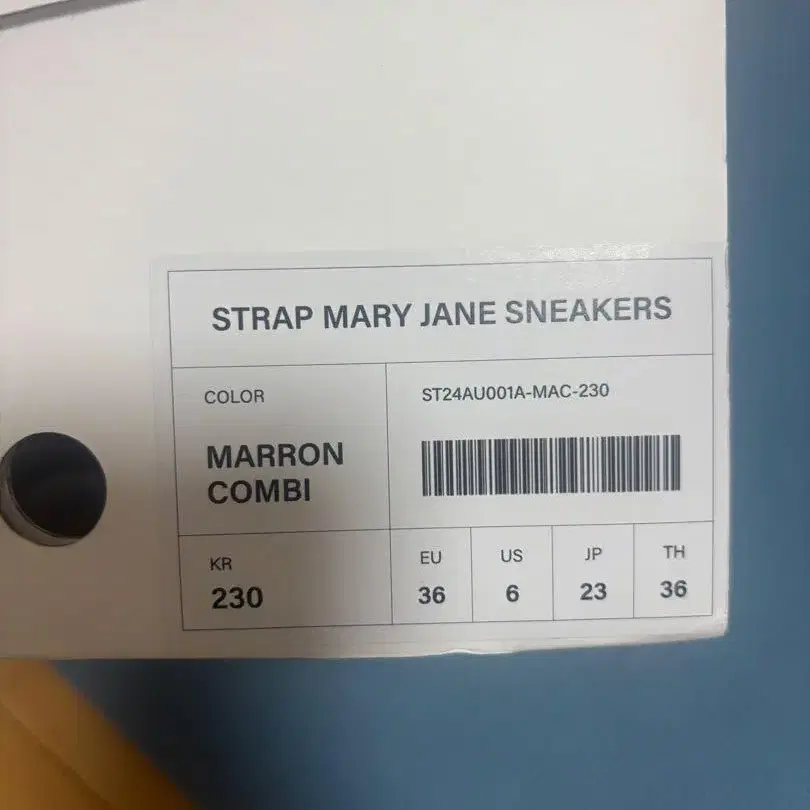 STRAP MARY JANE SNEAKERS
COLOR
MARRON
COMBI
ST24AU001A-MAC-230
KR
230
EU
36
US
6
JP
23
TH
36